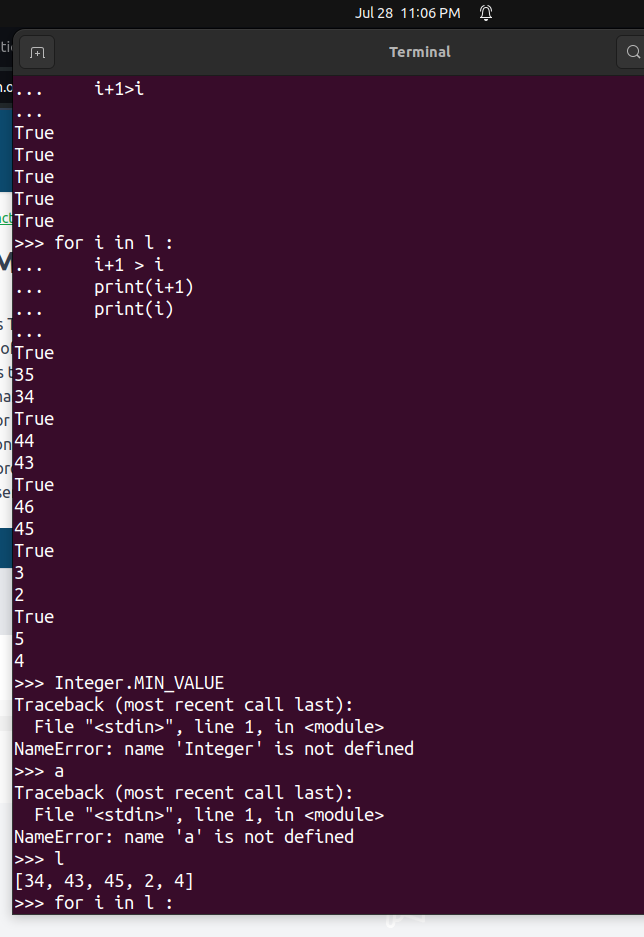 Jul 28 11:06 PM
Terminal
...     i+1>i
...
True
True
True
True
True
>>> for i in l :
...     i+1 > i
...     print(i+1)
...     print(i)
...
True
35
34
True
44
43
True
46
45
True
3
2
True
5
4
>>> Integer.MIN_VALUE
Traceback (most recent call last):
  File "<stdin>", line 1, in <module>
NameError: name 'Integer' is not defined
>>> a
Traceback (most recent call last):
  File "<stdin>", line 1, in <module>
NameError: name 'a' is not defined
>>> l
[34, 43, 45, 2, 4]
>>> for i in l :